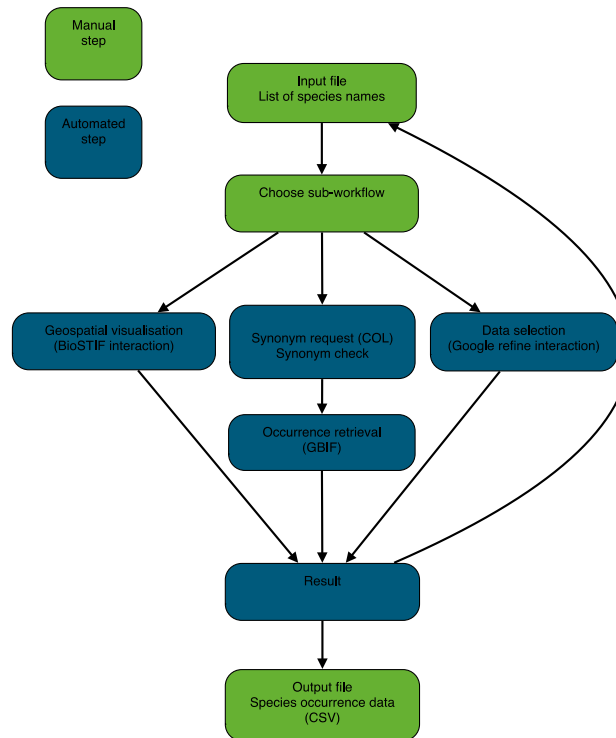 Manual
step
Automated
step
Input file
List of species names
Choose sub-workflow
Geospatial visualisation
(BioSTIF interaction)
Synonym request (COL)
Synonym check
Data selection
(Google refine interaction)
Occurrence retrieval
(GBIF)
Result
Output file
Species occurrence data
(CSV)